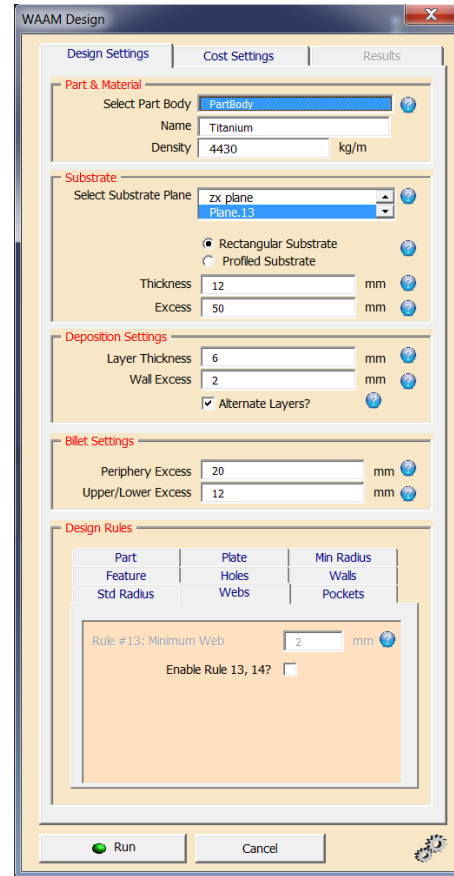 WAAM Design
X
Design Settings Cost Settings Results
Part & Material
Select Part Body PartBody ?
Name Titanium
Density 4430 kg/m
Substrate
Select Substrate Plane zx plane ?
Plane.13
Rectangular Substrate ?
Profiled Substrate
Thickness 12 mm ?
Excess 50 mm ?
Deposition Settings
Layer Thickness 6 mm ?
Wall Excess 2 mm ?
Alternate Layers? ?
Billet Settings
Periphery Excess 20 mm ?
Upper/Lower Excess 12 mm ?
Design Rules
Part Plate Min Radius
Feature Holes Walls
Std Radius Webs Pockets
Rule #13: Minimum Web 2 mm ?
Enable Rule 13, 14?
Run Cancel